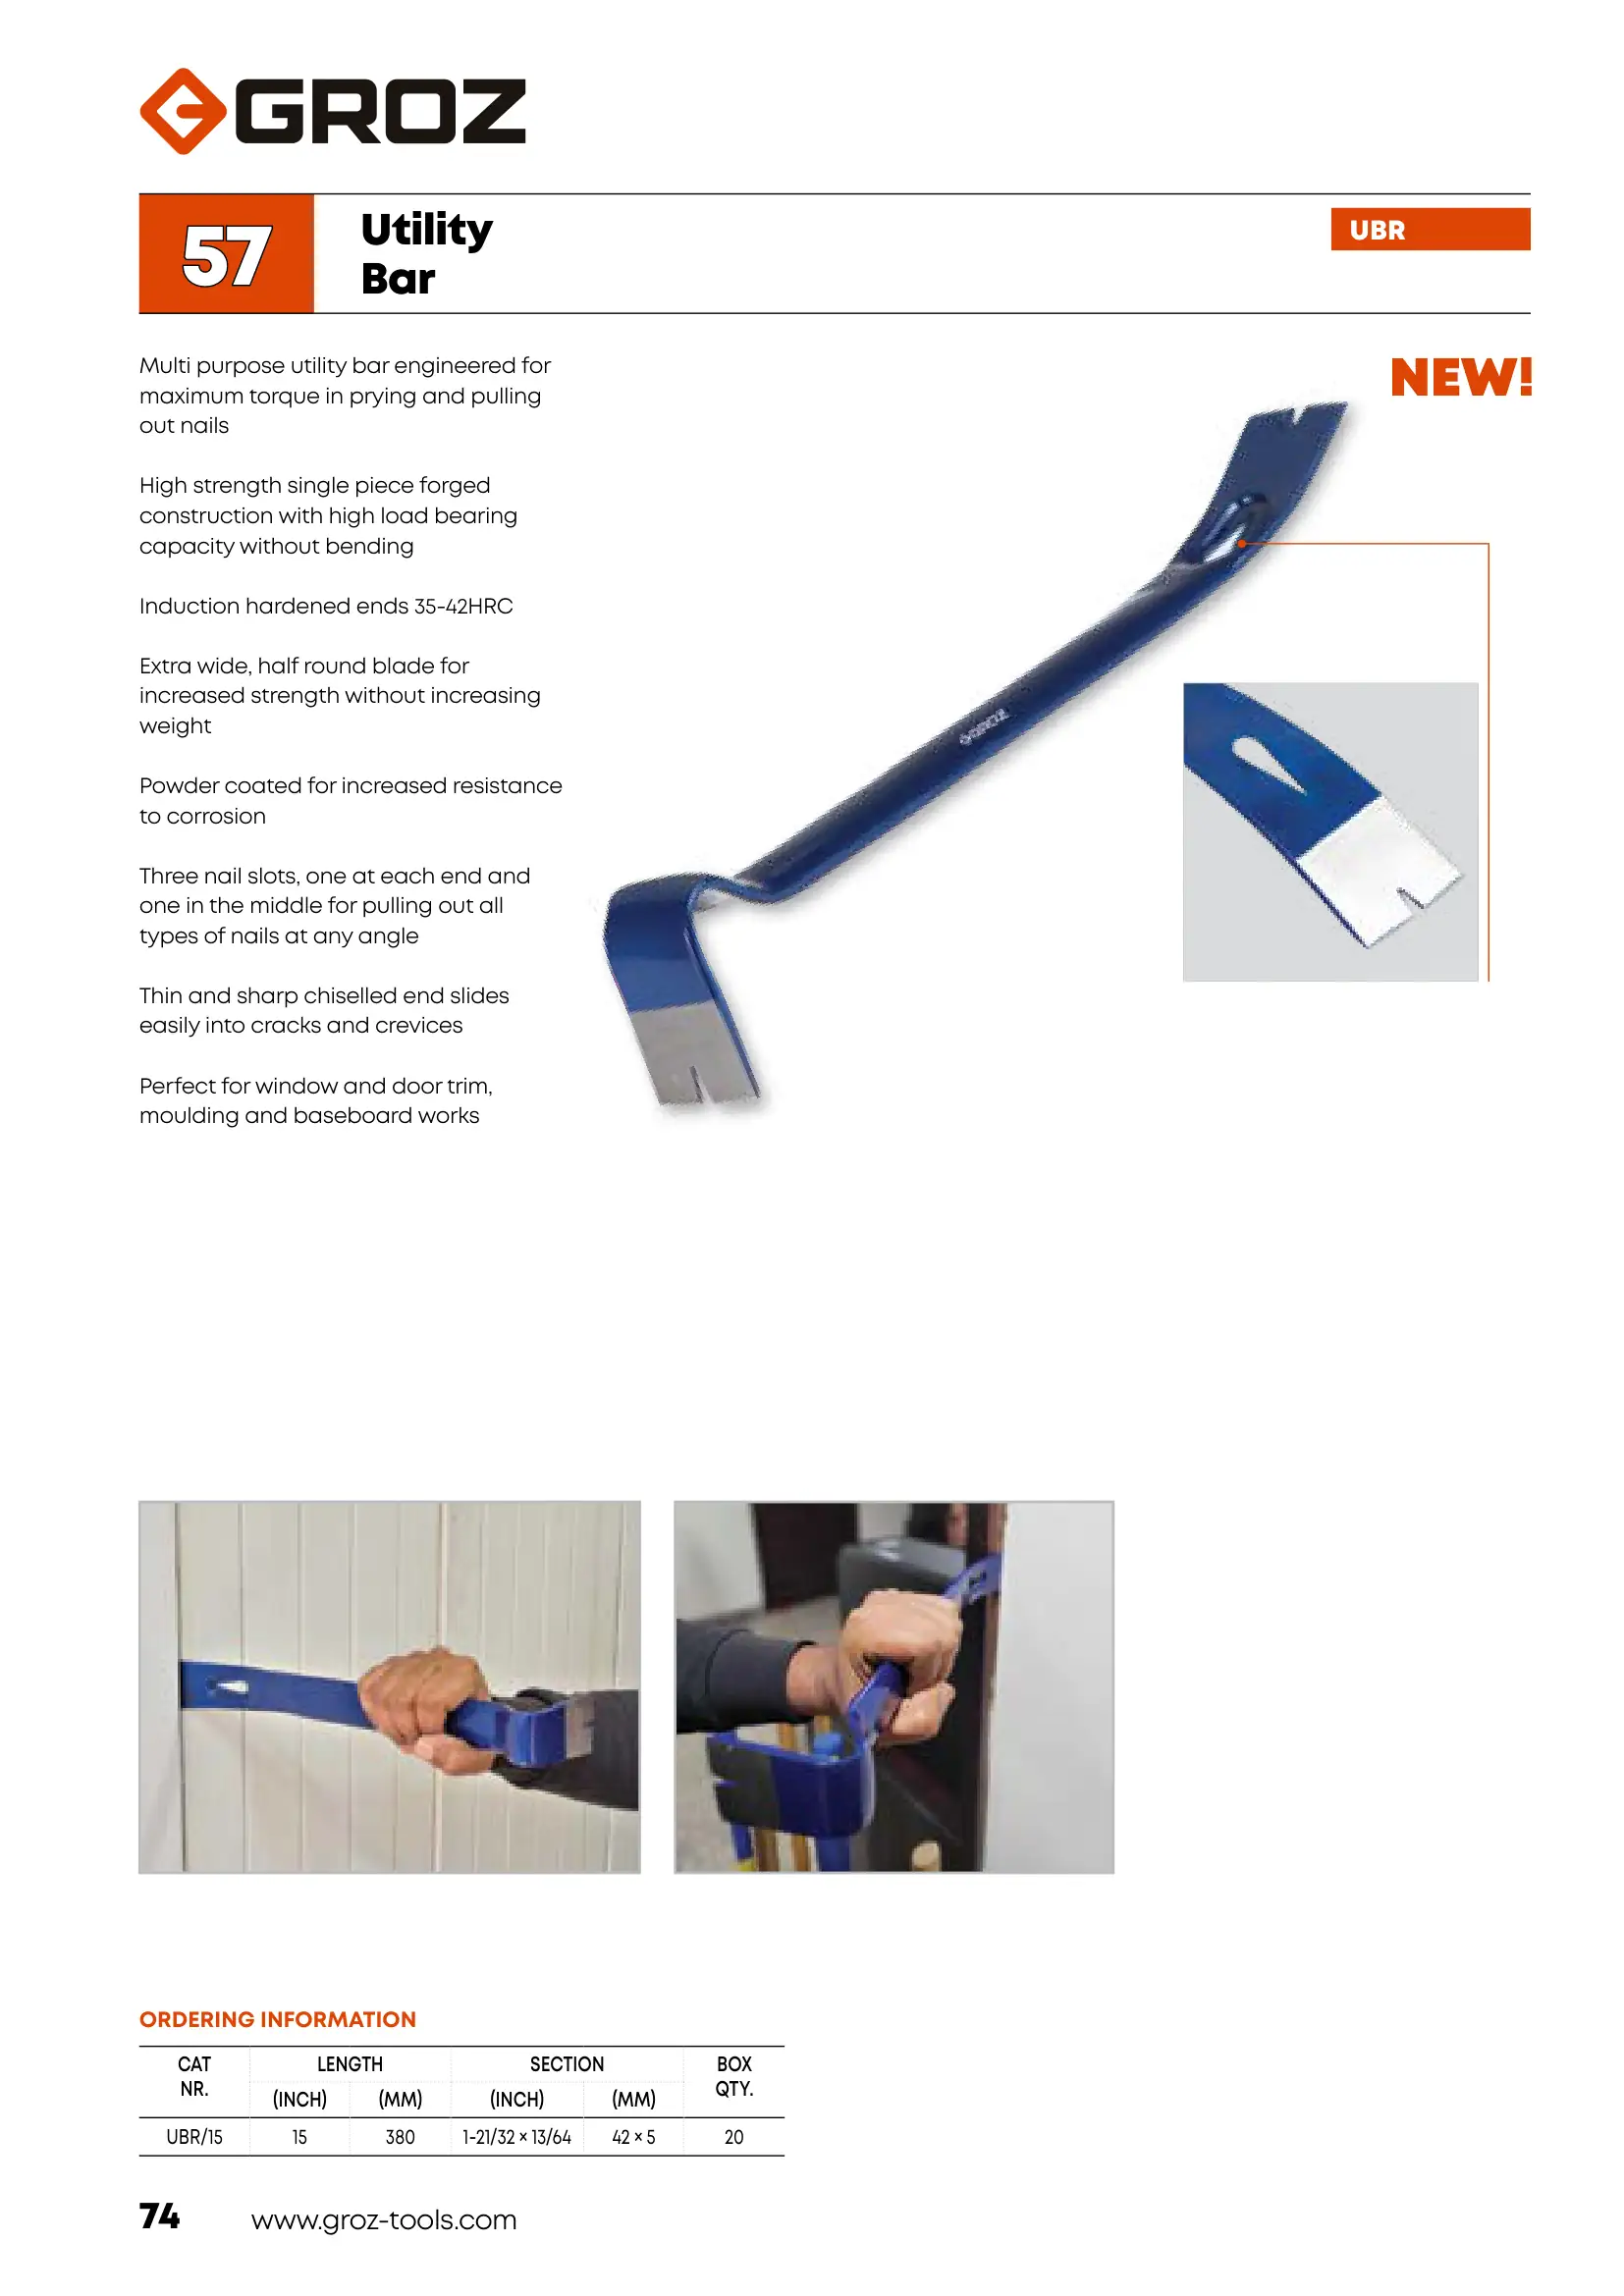 GROZ
57
Utility
Bar
UBR
NEW!
Multi purpose utility bar engineered for
maximum torque in prying and pulling
out nails
High strength single piece forged
construction with high load bearing
capacity without bending
Induction hardened ends 35-42HRC
Extra wide, half round blade for
increased strength without increasing
weight
Powder coated for increased resistance
to corrosion
Three nail slots, one at each end and
one in the middle for pulling out all
types of nails at any angle
Thin and sharp chiselled end slides
easily into cracks and crevices
Perfect for window and door trim,
moulding and baseboard works
GROZ
ORDERING INFORMATION
CAT LENGTH SECTION BOX
NR. (INCH) (MM) (INCH) (MM) QTY.
UBR/15 15 380 1-21/32 × 13/64 42 × 5 20
74 www.groz-tools.com